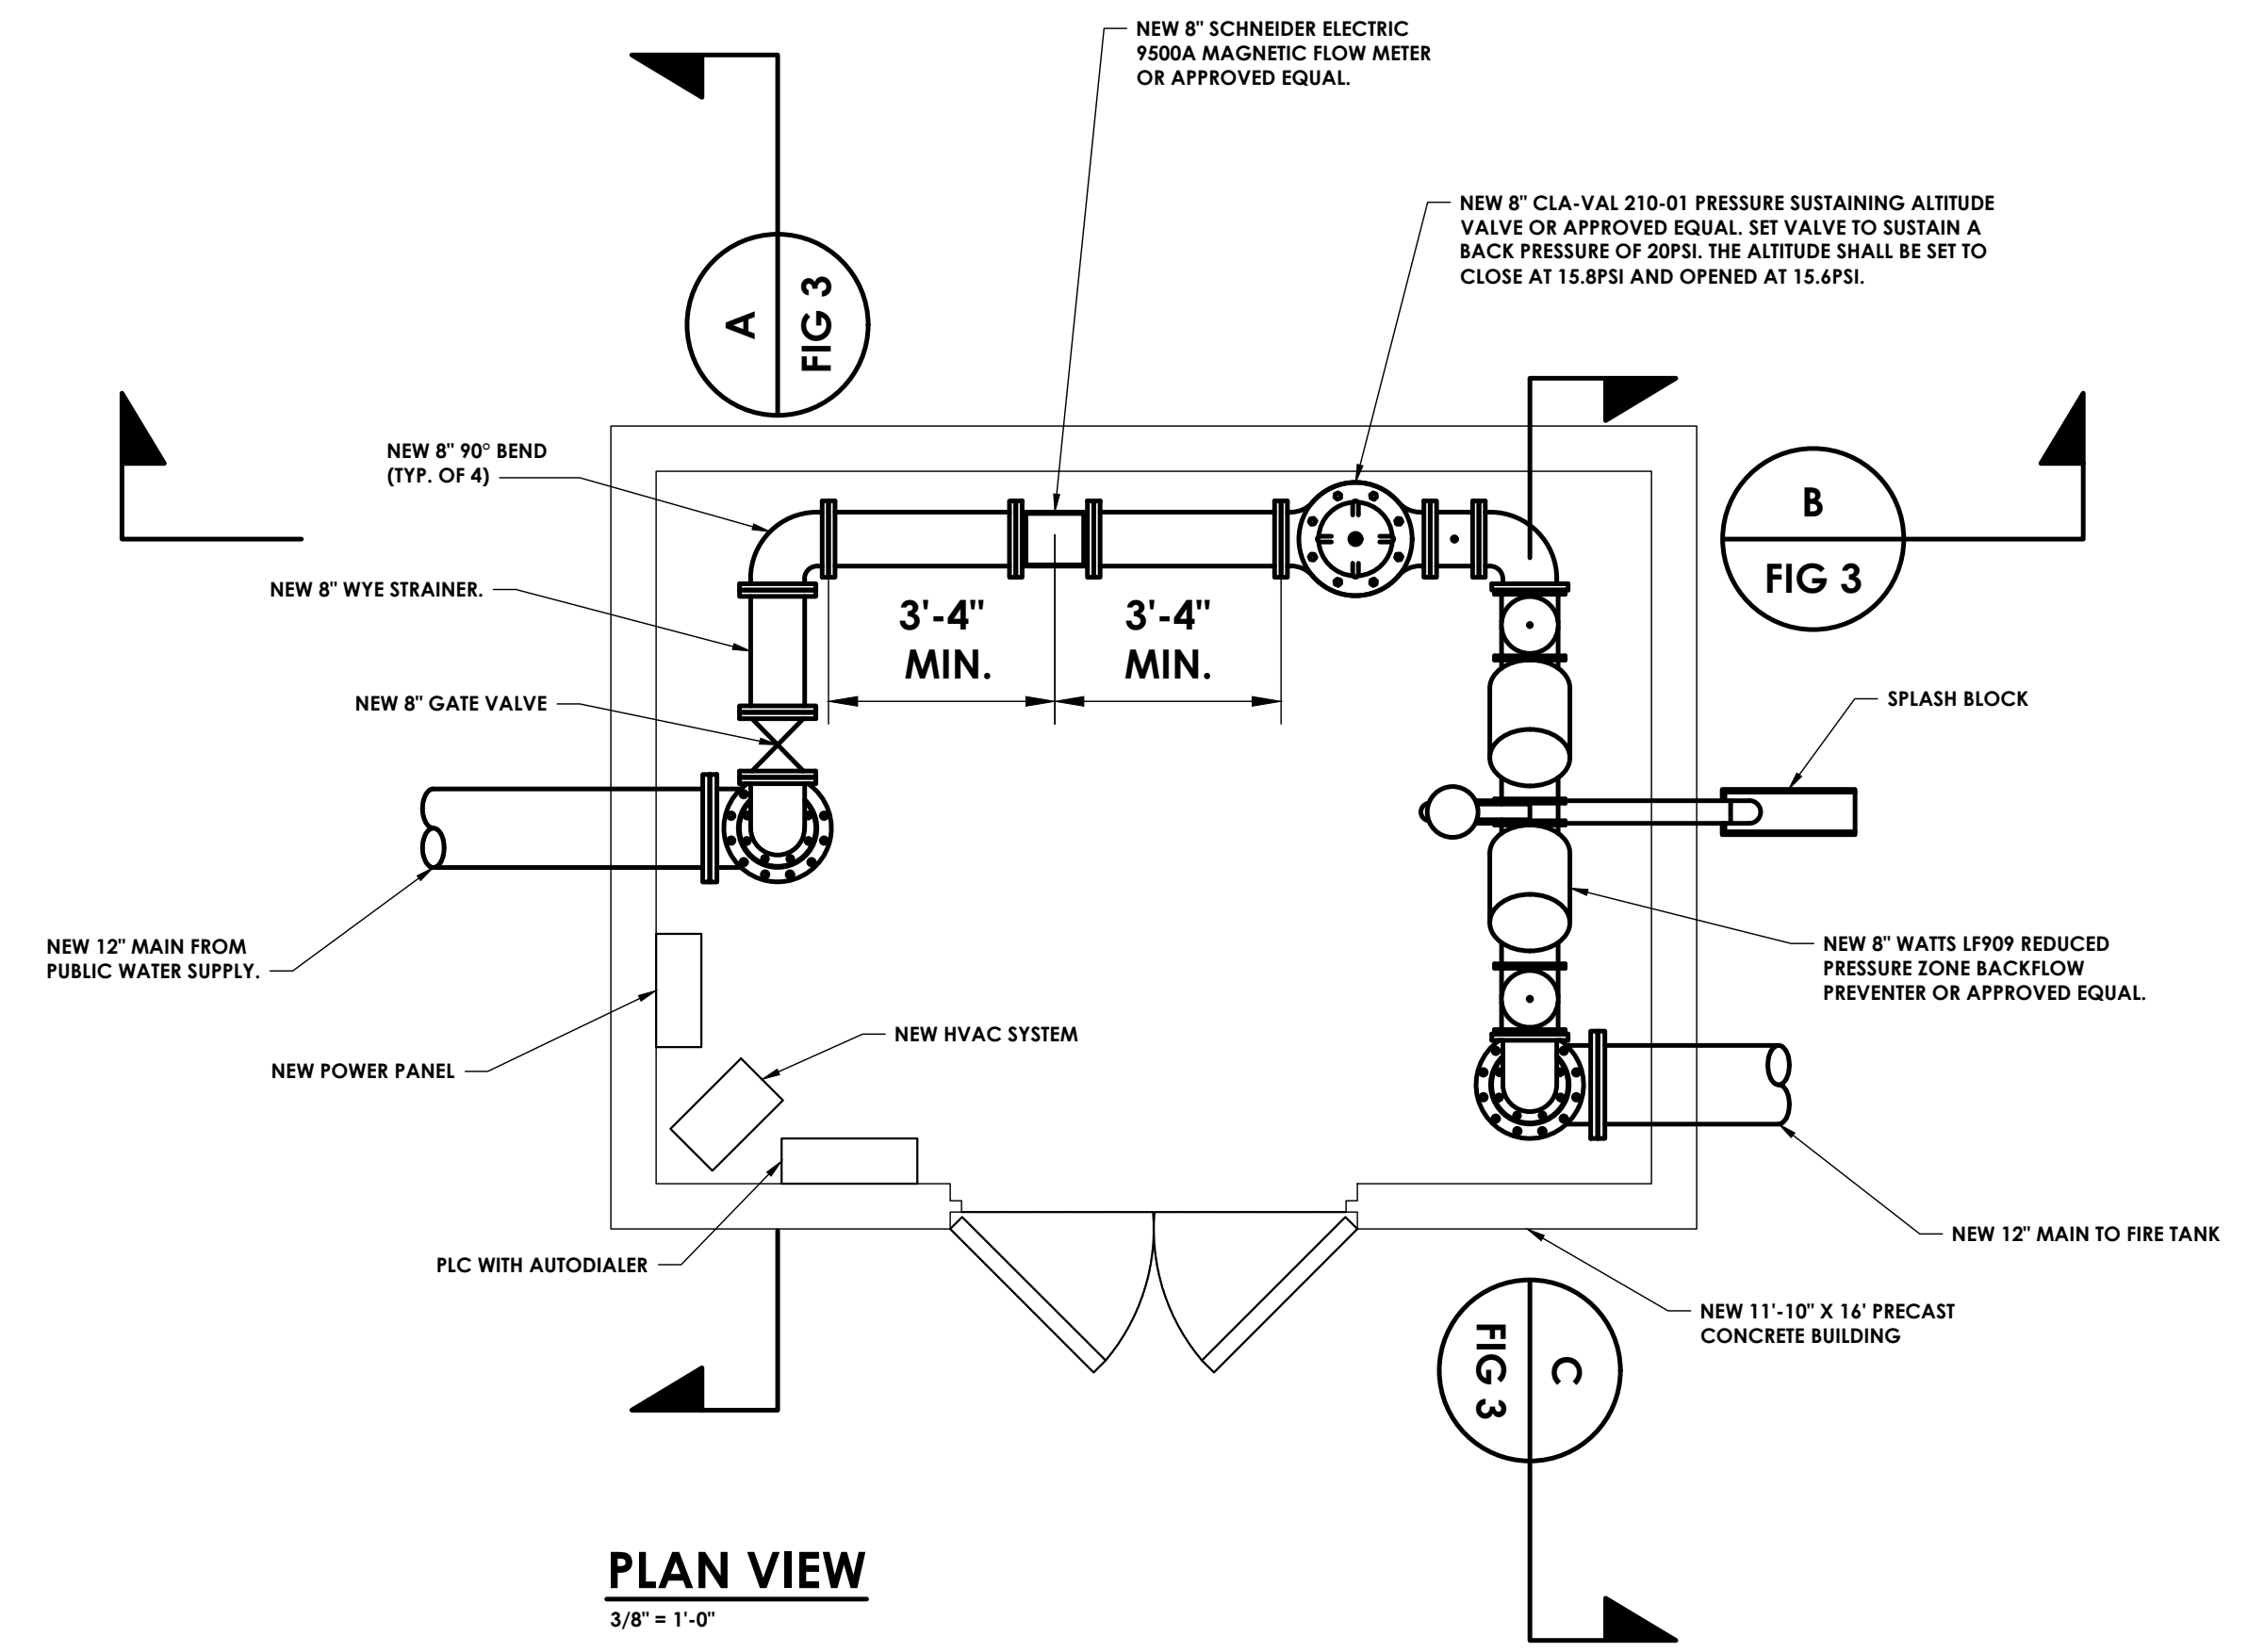 NEW 8" SCHNEIDER ELECTRIC
9500A MAGNETIC FLOW METER
OR APPROVED EQUAL.
NEW 8" CLA-VAL 210-01 PRESSURE SUSTAINING ALTITUDE
VALVE OR APPROVED EQUAL. SET VALVE TO SUSTAIN A
BACK PRESSURE OF 20PSI. THE ALTITUDE SHALL BE SET TO
CLOSE AT 15.8PSI AND OPENED AT 15.6PSI.
A
FIG 3
NEW 8" 90° BEND
(TYP. OF 4)
B
FIG 3
NEW 8" WYE STRAINER.
3'-4"
MIN.
3'-4"
MIN.
NEW 8" GATE VALVE
SPLASH BLOCK
NEW 12" MAIN FROM
PUBLIC WATER SUPPLY.
NEW 8" WATTS LF909 REDUCED
PRESSURE ZONE BACKFLOW
PREVENTER OR APPROVED EQUAL.
NEW HVAC SYSTEM
NEW POWER PANEL
PLC WITH AUTODIALER
NEW 12" MAIN TO FIRE TANK
NEW 11'-10" X 16' PRECAST
CONCRETE BUILDING
C
FIG 3
PLAN VIEW
3/8" = 1'-0"